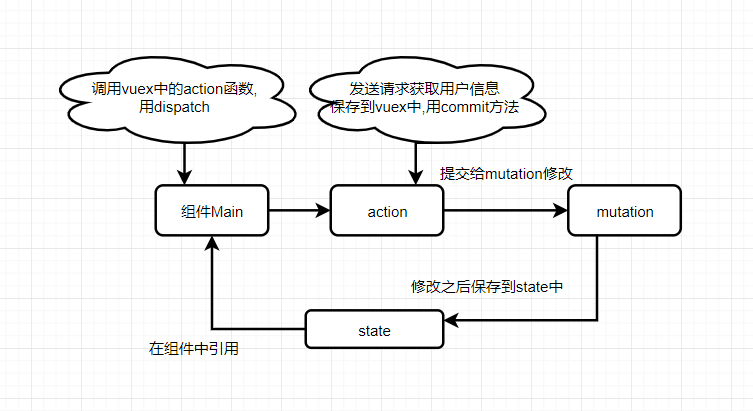 调用vuex中的action函数,
用dispatch
发送请求获取用户信息
保存到vuex中,用commit方法
提交给mutation修改
组件Main
action
mutation
修改之后保存到state中
state
在组件中引用